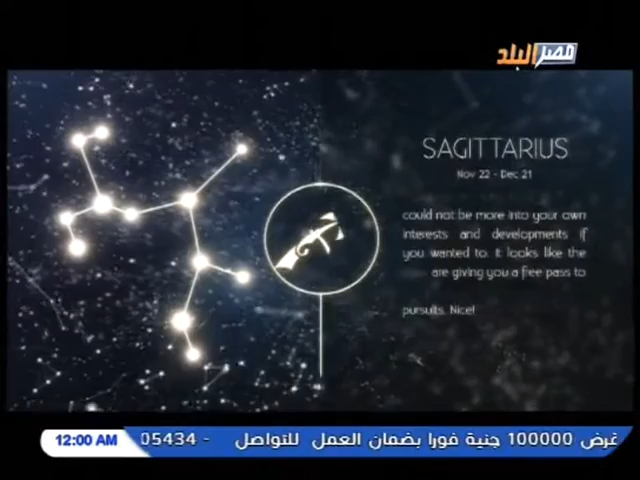 مصر البلد
SAGITTARIUS
Nov 22 - Dec 21
could not be more into your own
interests and developments if
you wanted to. It looks like the
are giving you a free pass to
pursuits. Nice!
12:00 AM
قرض 100000 جنية فورا بضمان العمل للتواصل - 05434